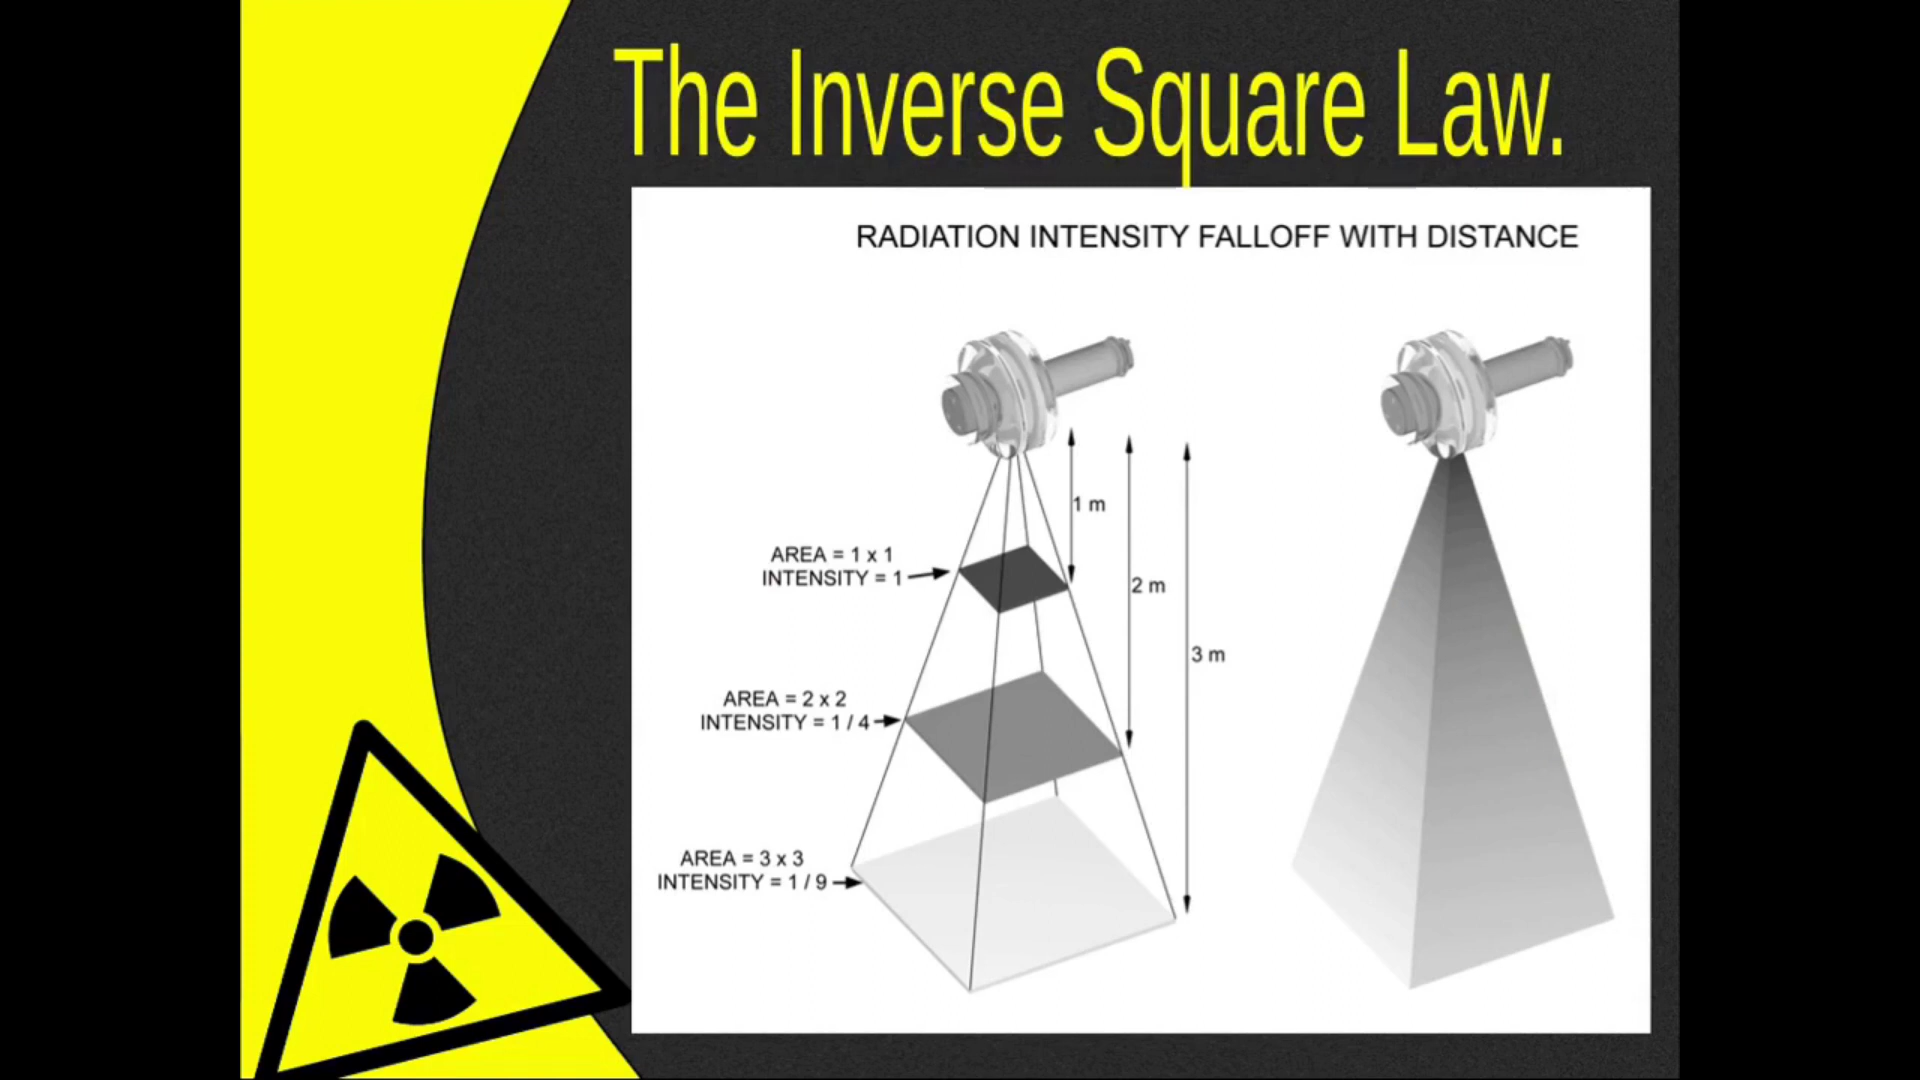 The Inverse Square Law.
RADIATION INTENSITY FALLOFF WITH DISTANCE
1 m
AREA = 1 x 1
INTENSITY = 1
2 m
3 m
AREA = 2 x 2
INTENSITY = 1 / 4
AREA = 3 x 3
INTENSITY = 1 / 9